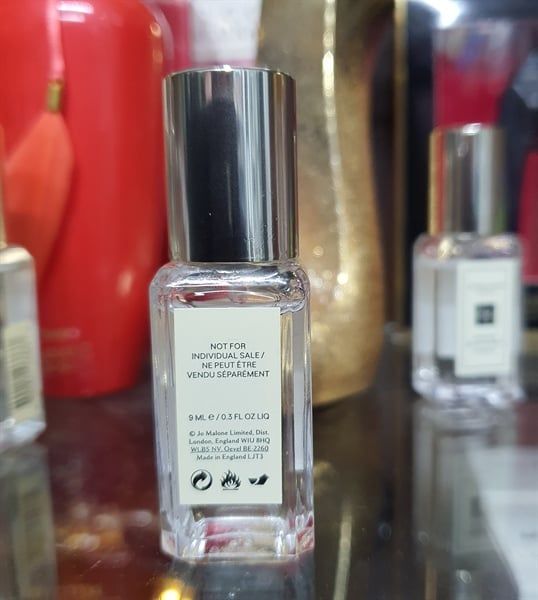 NOT FOR
INDIVIDUAL SALE /
NE PEUT ÊTRE
VENDU SÉPARÉMENT
9 ML ℮ / 0,3 FL OZ LIQ
© Jo Malone Limited, Dist.
London, England W1U 8HQ
WLBS NV, Oevel BE-2260
Made in England LJT3